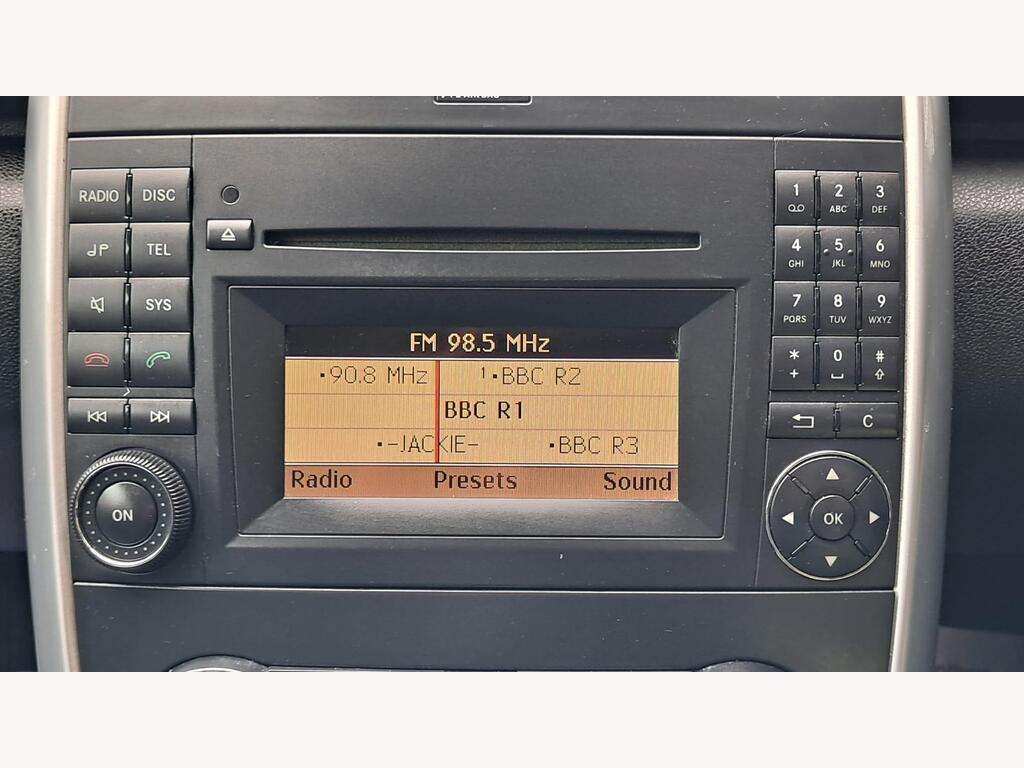 RADIO DISC
TEL
SYS
ON
FM 98.5 MHz
90.8 MHz 1 BBC R2
BBC R1
-JACKIE- BBC R3
Radio Presets Sound
1 2 3
ABC DEF
4 5 6
GHI JKL MNO
7 8 9
PQRS TUV WXYZ
* 0 #
+
C
OK